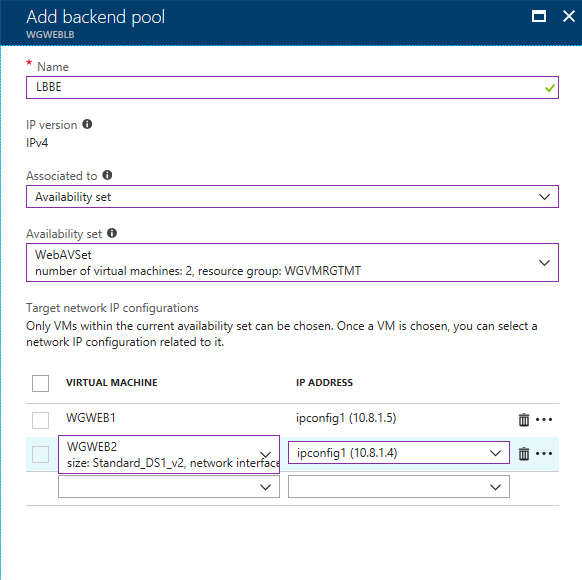 Add backend pool
WGWEBLB
* Name
LBBE
IP version
IPv4
Associated to
Availability set
Availability set
WebAVSet
number of virtual machines: 2, resource group: WGVMRGTMT
Target network IP configurations
Only VMs within the current availability set can be chosen. Once a VM is chosen, you can select a
network IP configuration related to it.
VIRTUAL MACHINE IP ADDRESS
WGWEB1 ipconfig1 (10.8.1.5)
WGWEB2
size: Standard_DS1_v2, network interface ipconfig1 (10.8.1.4)